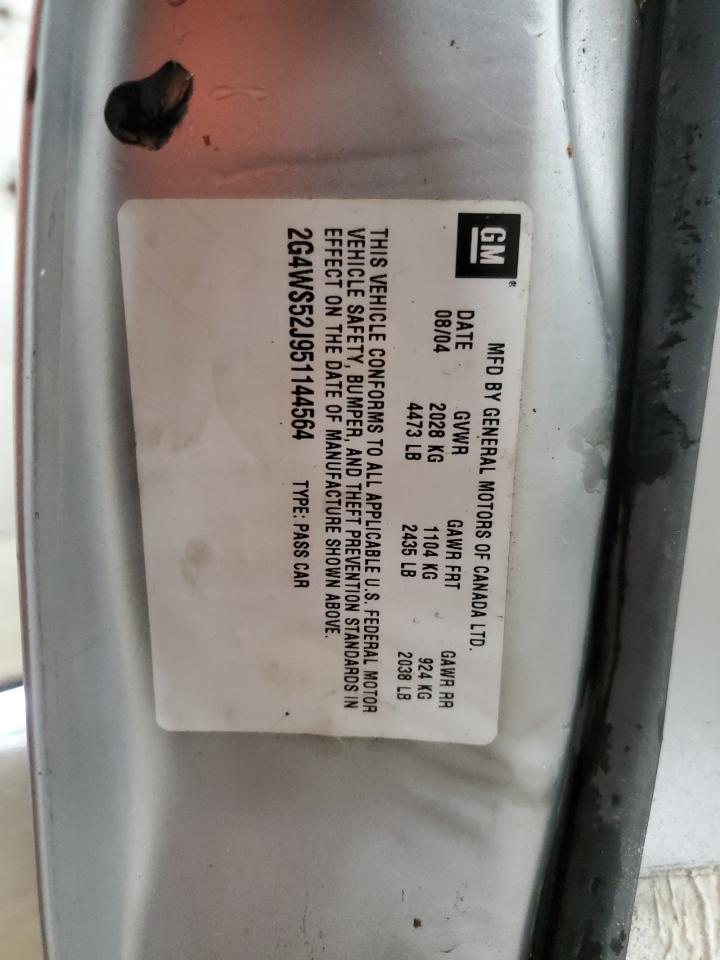 GM®
MFD BY GENERAL MOTORS OF CANADA LTD.
DATE GVWR GAWR FRT GAWR RR
08/04 2028 KG 1104 KG 924 KG
4473 LB 2435 LB 2038 LB
THIS VEHICLE CONFORMS TO ALL APPLICABLE U.S. FEDERAL MOTOR
VEHICLE SAFETY, BUMPER, AND THEFT PREVENTION STANDARDS IN
EFFECT ON THE DATE OF MANUFACTURE SHOWN ABOVE.
2G4WS52J951144564 TYPE: PASS CAR